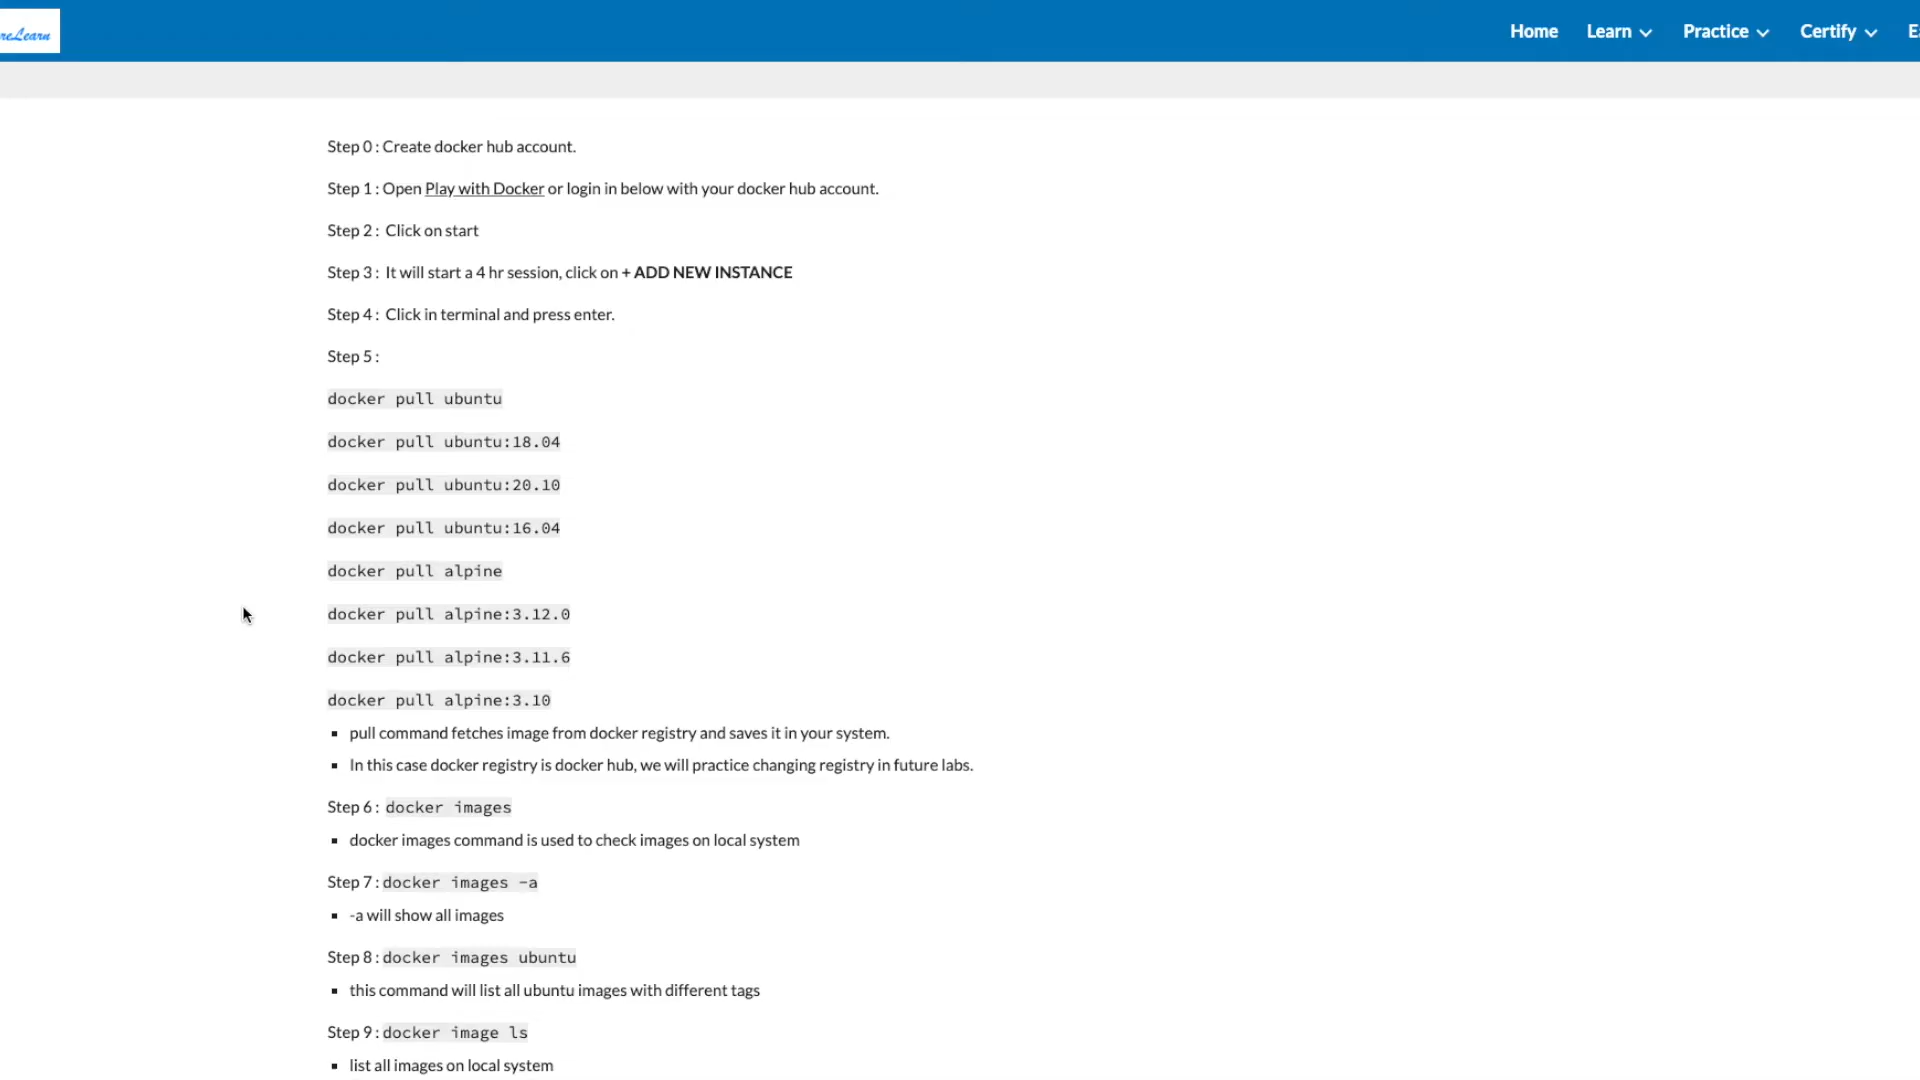 reLearn
Home Learn Practice Certify
Step 0 : Create docker hub account.
Step 1 : Open Play with Docker or login in below with your docker hub account.
Step 2 : Click on start
Step 3 : It will start a 4 hr session, click on + ADD NEW INSTANCE
Step 4 : Click in terminal and press enter.
Step 5 :
docker pull ubuntu
docker pull ubuntu:18.04
docker pull ubuntu:20.10
docker pull ubuntu:16.04
docker pull alpine
docker pull alpine:3.12.0
docker pull alpine:3.11.6
docker pull alpine:3.10
▪ pull command fetches image from docker registry and saves it in your system.
▪ In this case docker registry is docker hub, we will practice changing registry in future labs.
Step 6 : docker images
▪ docker images command is used to check images on local system
Step 7 : docker images -a
▪ -a will show all images
Step 8 : docker images ubuntu
▪ this command will list all ubuntu images with different tags
Step 9 : docker image ls
▪ list all images on local system